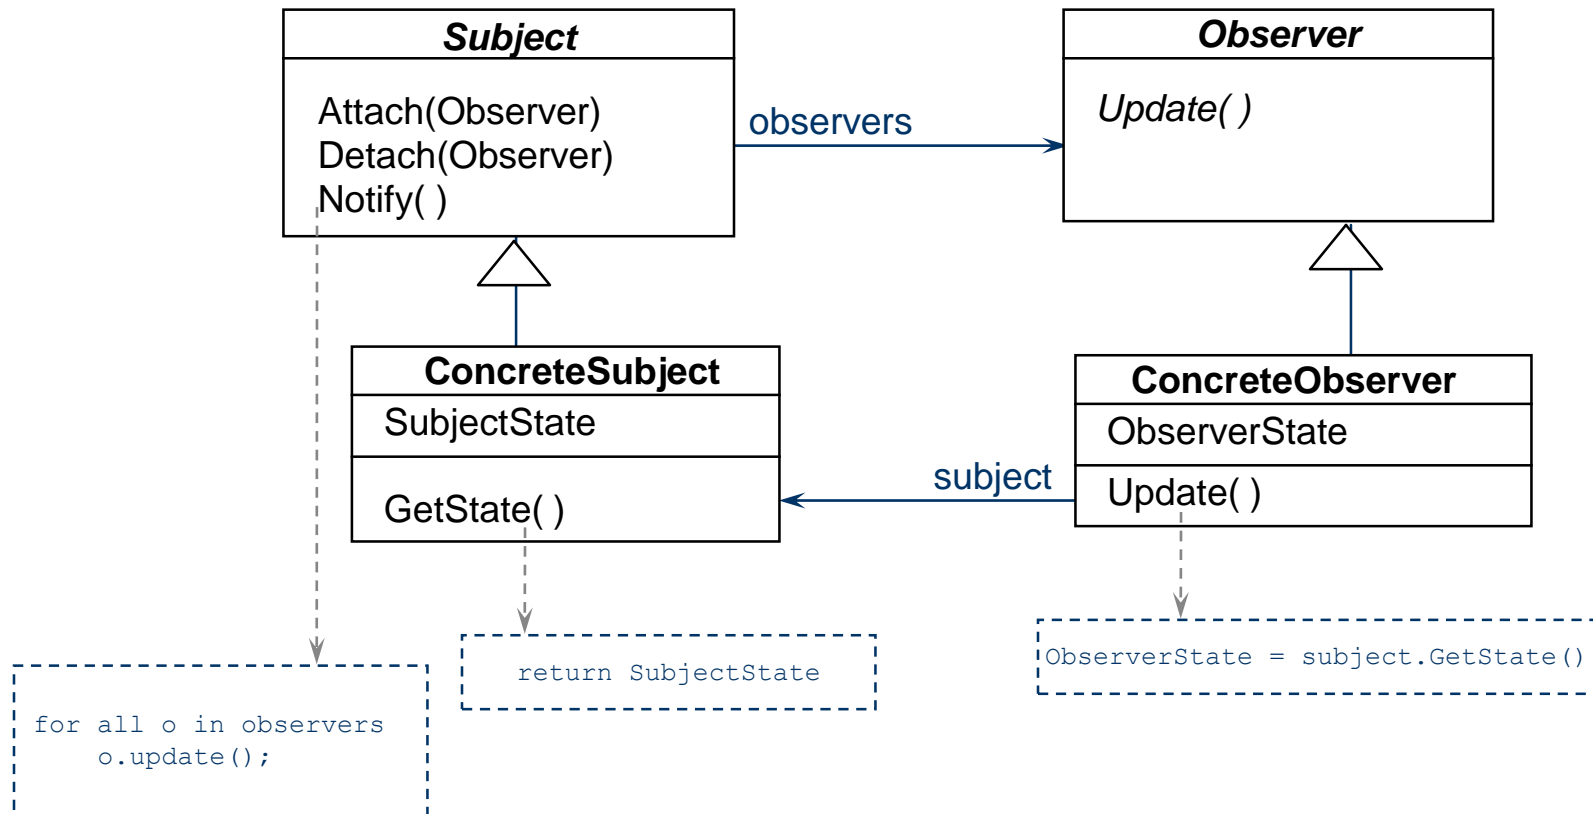 Subject
Attach(Observer)
Detach(Observer)
Notify( )
observers
Observer
Update( )
ConcreteSubject
SubjectState
GetState( )
subject
ConcreteObserver
ObserverState
Update( )
for all o in observers
o.update();
return SubjectState
ObserverState = subject.GetState()